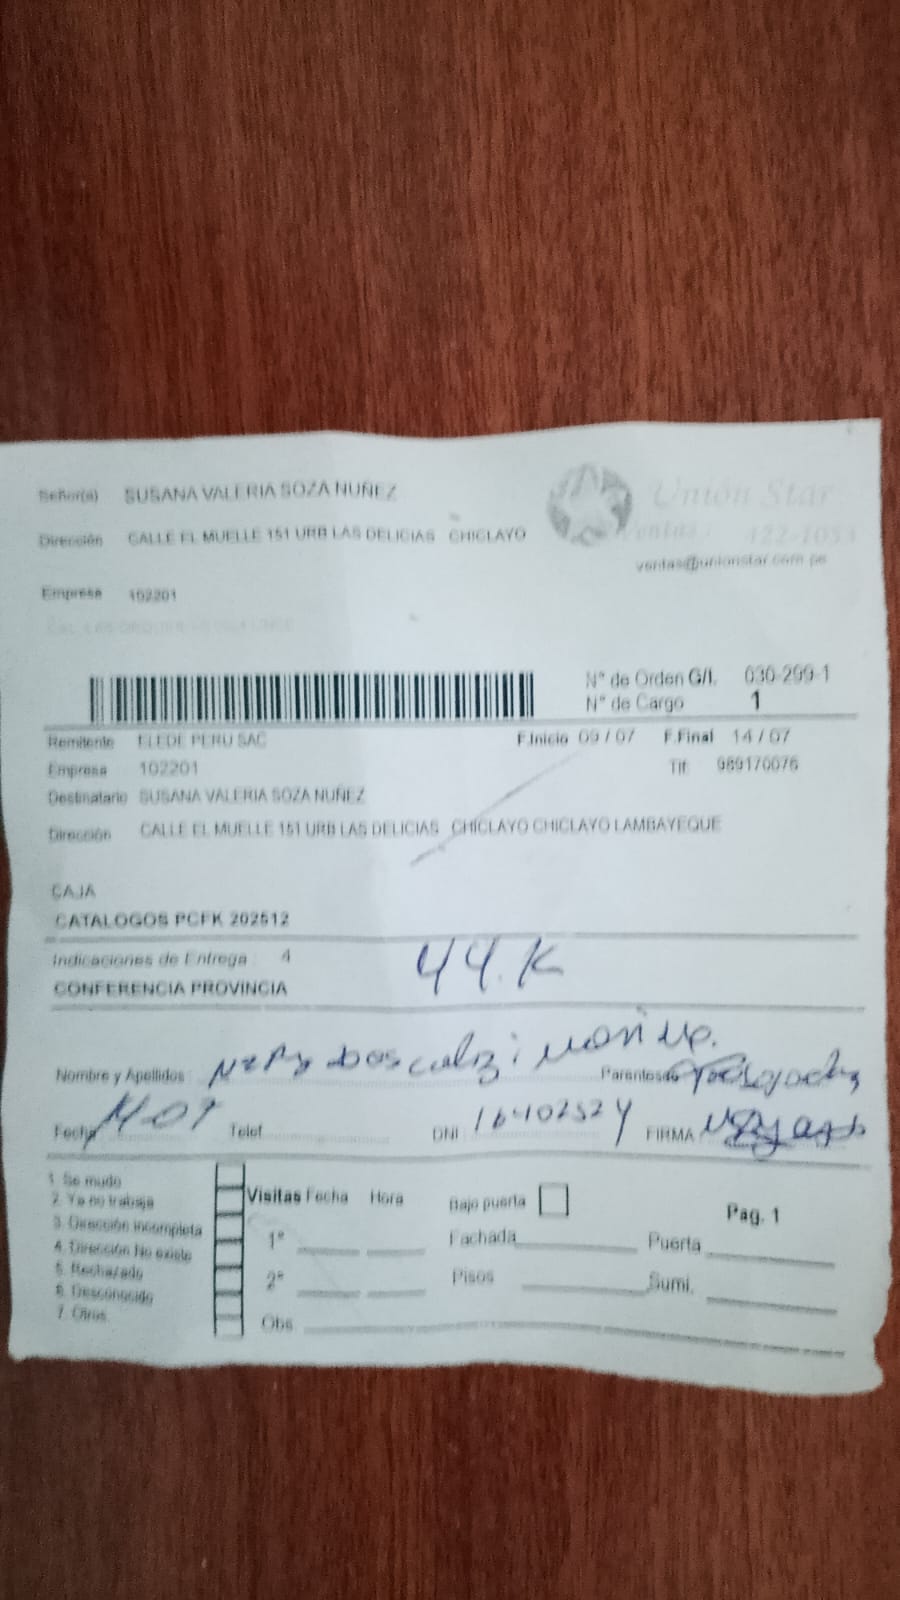 Señor(a) SUSANA VALERIA SOZA NUÑEZ
Unión Star
Dirección CALLE EL MUELLE 151 URB LAS DELICIAS CHICLAYO
Ventas: 422-1053
ventas@unionstar.com.pe
Empresa 102201
N° de Orden G/I. 030-299-1
N° de Cargo 1
Remitente ELEDE PERU SAC F.Inicio 09 / 07 F.Final 14 / 07
Empresa 102201 Tlf: 989170076
Destinatario SUSANA VALERIA SOZA NUÑEZ
Dirección CALLE EL MUELLE 151 URB LAS DELICIAS CHICLAYO CHICLAYO LAMBAYEQUE
CAJA
CATALOGOS PCFK 202512
Indicaciones de Entrega : 4
44.K
CONFERENCIA PROVINCIA
Nombre y Apellidos: Parentesco
Fecha Telef. DNI 16402524 FIRMA
1. Se mudo
2. Ya no trabaja
3. Dirección incompleta
4. Dirección No existe
5. Rechazado
6. Desconocido
7. Otros.
Visitas Fecha Hora Bajo puerta Pag. 1
1° Fachada Puerta
2° Pisos Sumi.
Obs